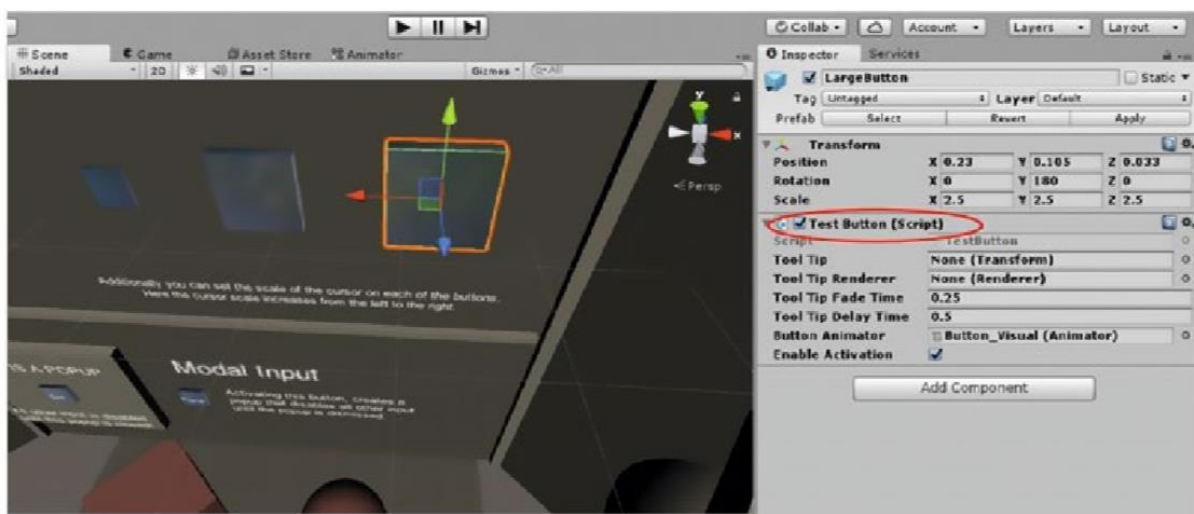 Collab Account Layers Layout
Scene Game Asset Store Animator
Shaded 2D Gizmos All
y
x
Persp
Additionally you can set the scale of the cursor on each of the buttons.
Here the cursor scale increases from the left to the right
IS A POPUP
Modal Input
Activating this Button, creates a
popup that disables all other input
until the popup is dismissed
Inspector Services
LargeButton Static
Tag Untagged Layer Default
Prefab Select Revert Apply
Transform
Position X 0.23 Y 0.105 Z 0.033
Rotation X 0 Y 180 Z 0
Scale X 2.5 Y 2.5 Z 2.5
Test Button (Script)
Script TestButton
Tool Tip None (Transform)
Tool Tip Renderer None (Renderer)
Tool Tip Fade Time 0.25
Tool Tip Delay Time 0.5
Button Animator Button_Visual (Animator)
Enable Activation
Add Component